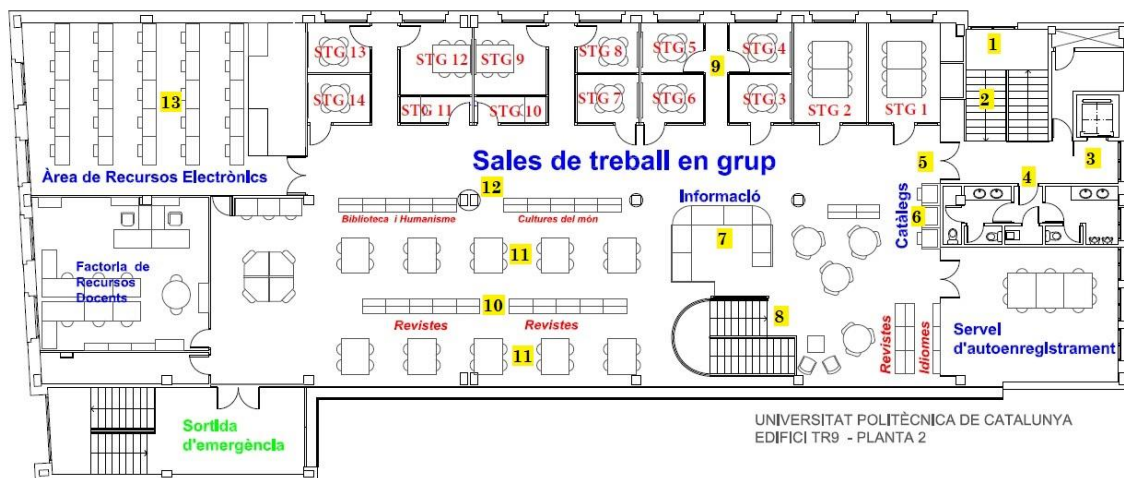 1
STG 13
STG 12
STG 9
STG 8
STG 5
STG 4
9
2
13
STG 14
STG 11
STG 10
STG 7
STG 6
STG 3
STG 2
STG 1
Sales de treball en grup
5
3
Àrea de Recursos Electrònics
12
Informació
4
Biblioteca i Humanisme
Cultures del món
Catàlegs
6
7
11
Factoria de
Recursos
Docents
10
8
Revistes
Revistes
Revistes
Idiomes
Servel
d'autoenregistrament
11
Sortida
d'emergència
UNIVERSITAT POLITÈCNICA DE CATALUNYA
EDIFICI TR9 - PLANTA 2